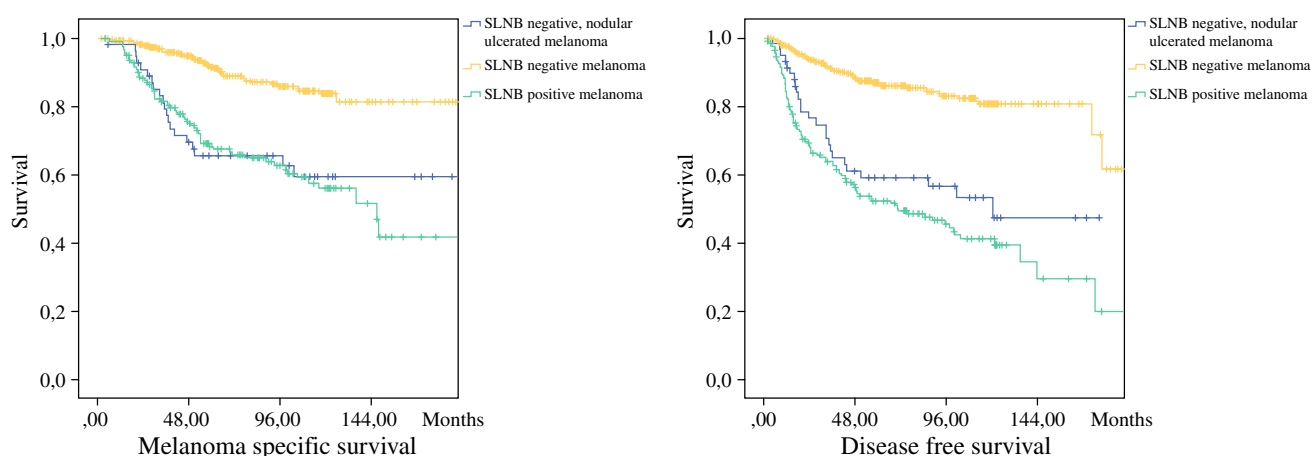 1,0
0,8
0,6
0,4
0,2
0,0
Survival
,00
48,00
96,00
144,00
Months
Melanoma specific survival
SLNB negative, nodular
ulcerated melanoma
SLNB negative melanoma
SLNB positive melanoma
1,0
0,8
0,6
0,4
0,2
0,0
Survival
,00
48,00
96,00
144,00
Months
Disease free survival
SLNB negative, nodular
ulcerated melanoma
SLNB negative melanoma
SLNB positive melanoma